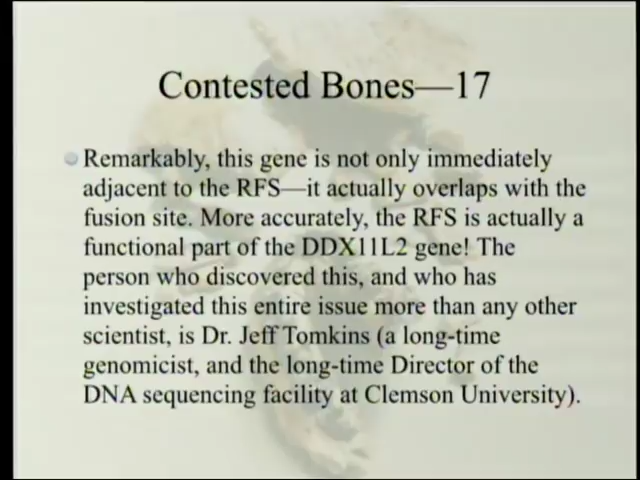 Contested Bones—17
Remarkably, this gene is not only immediately
adjacent to the RFS—it actually overlaps with the
fusion site. More accurately, the RFS is actually a
functional part of the DDX11L2 gene! The
person who discovered this, and who has
investigated this entire issue more than any other
scientist, is Dr. Jeff Tomkins (a long-time
genomicist, and the long-time Director of the
DNA sequencing facility at Clemson University).